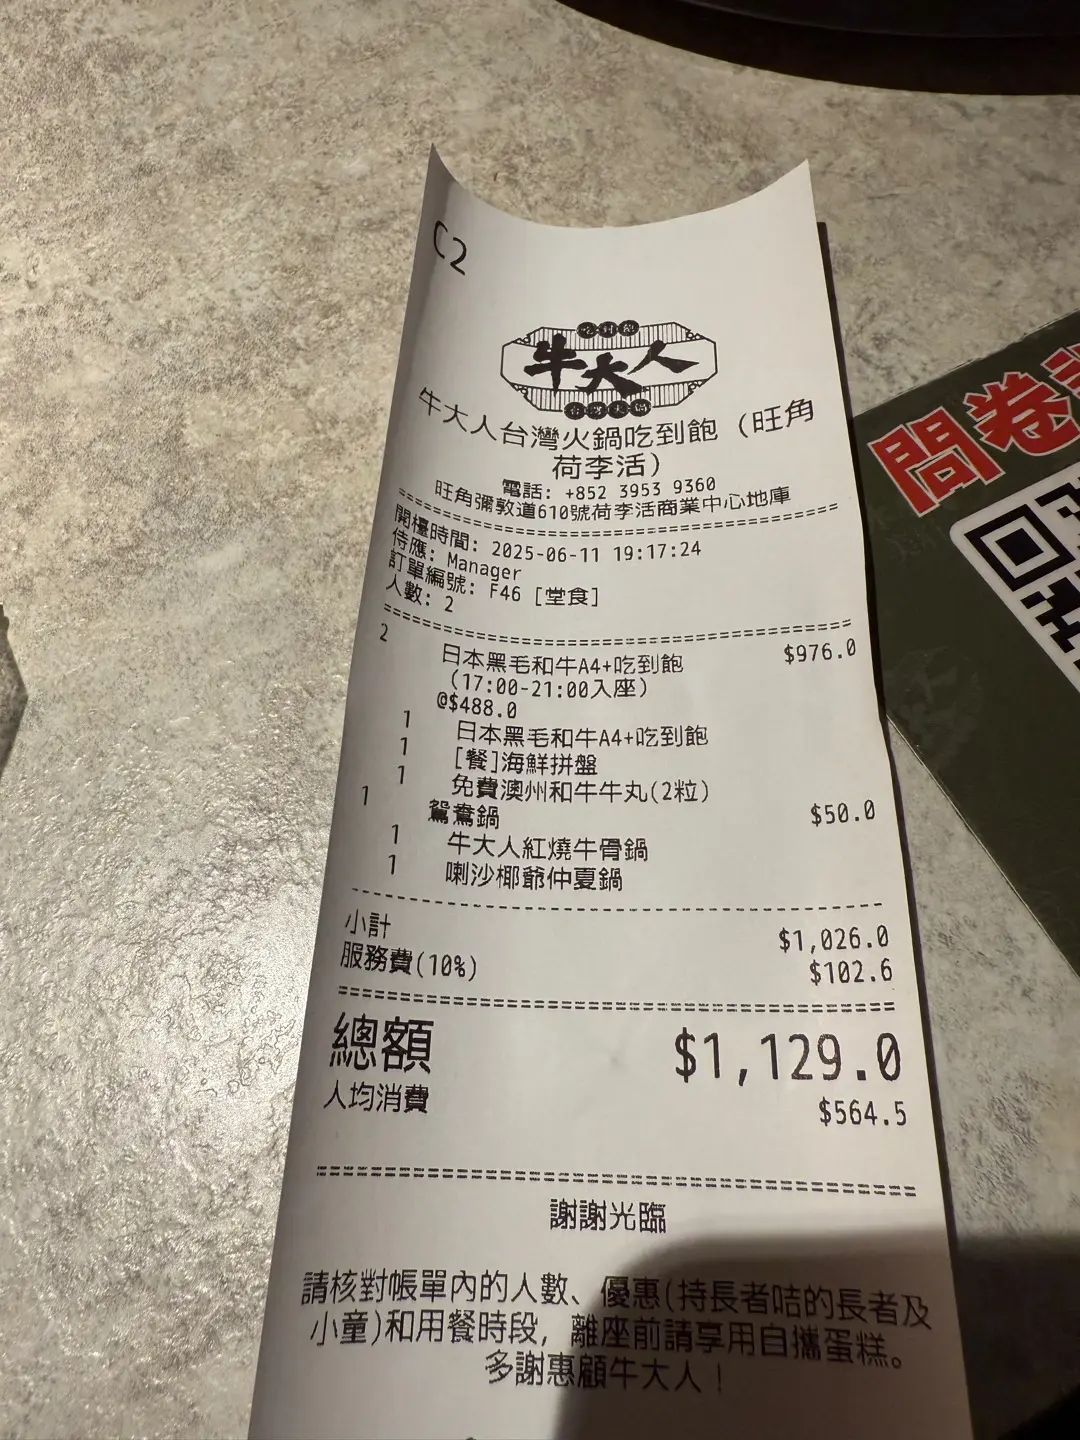 C2
吃到飽
牛大人
台灣火鍋
牛大人台灣火鍋吃到飽（旺角
荷李活）
電話: +852 3953 9360
旺角彌敦道610號荷李活商業中心地庫
開檯時間: 2025-06-11 19:17:24
侍應: Manager
訂單編號: F46 [堂食]
人數: 2
2 日本黑毛和牛A4+吃到飽 $976.0
(17:00-21:00入座)
@$488.0
1 日本黑毛和牛A4+吃到飽
1 [餐]海鮮拼盤
1 免費澳州和牛牛丸(2粒)
1 鴛鴦鍋 $50.0
1 牛大人紅燒牛骨鍋
1 喇沙椰爺仲夏鍋
小計 $1,026.0
服務費(10%) $102.6
總額 $1,129.0
人均消費 $564.5
謝謝光臨
請核對帳單內的人數、優惠(持長者咭的長者及
小童)和用餐時段, 離座前請享用自攜蛋糕。
多謝惠顧牛大人！
問卷